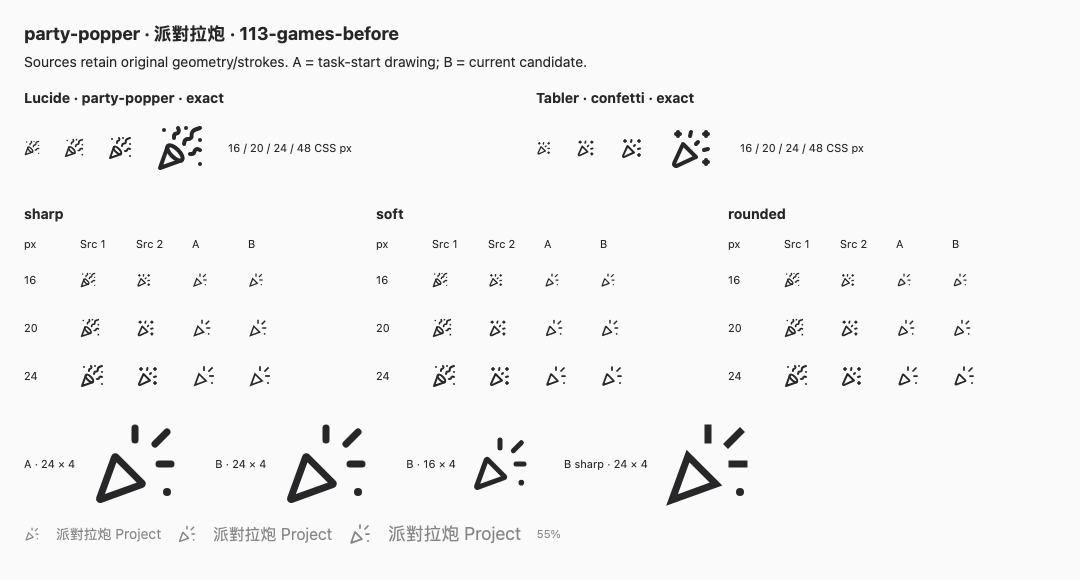 party-popper · 派對拉炮 · 113-games-before
Sources retain original geometry/strokes. A = task-start drawing; B = current candidate.
Lucide · party-popper · exact
Tabler · confetti · exact
16 / 20 / 24 / 48 CSS px
16 / 20 / 24 / 48 CSS px
sharp
soft
rounded
px Src 1 Src 2 A B
px Src 1 Src 2 A B
px Src 1 Src 2 A B
16
16
16
20
20
20
24
24
24
A · 24 × 4
B · 24 × 4
B · 16 × 4
B sharp · 24 × 4
派對拉炮 Project
派對拉炮 Project
派對拉炮 Project
55%